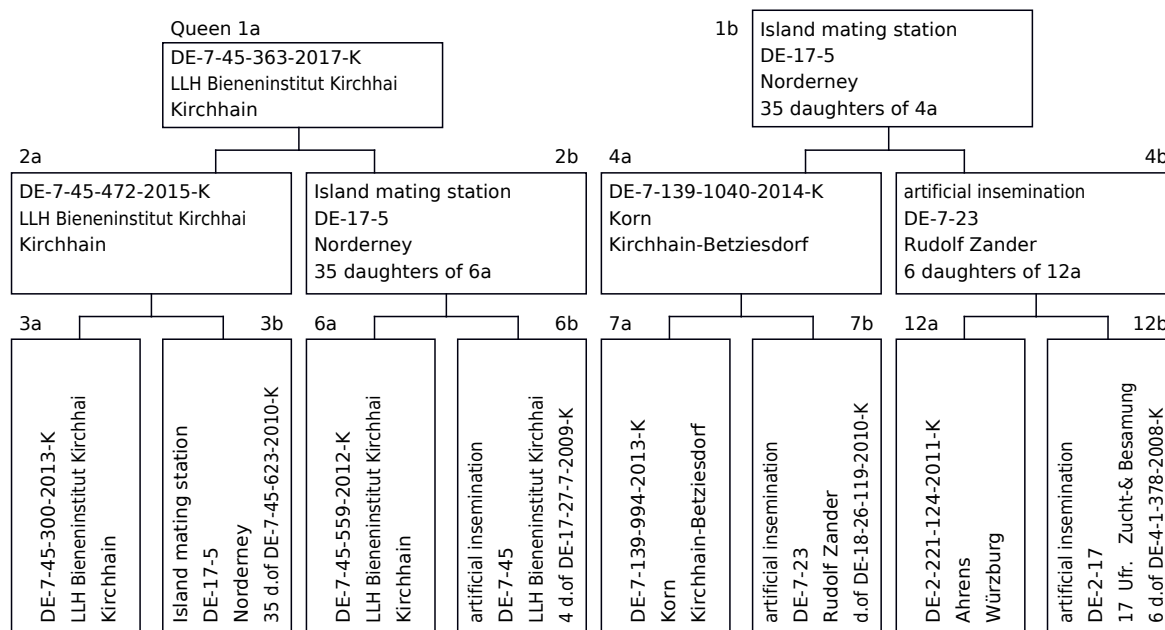 Queen 1a
DE-7-45-363-2017-K
LLH Bieneninstitut Kirchhai
Kirchhain
1b
Island mating station
DE-17-5
Norderney
35 daughters of 4a
2a
DE-7-45-472-2015-K
LLH Bieneninstitut Kirchhai
Kirchhain
2b
Island mating station
DE-17-5
Norderney
35 daughters of 6a
4a
DE-7-139-1040-2014-K
Korn
Kirchhain-Betziesdorf
4b
artificial insemination
DE-7-23
Rudolf Zander
6 daughters of 12a
3a
DE-7-45-300-2013-K
LLH Bieneninstitut Kirchhai
Kirchhain
3b
Island mating station
DE-17-5
Norderney
35 d.of DE-7-45-623-2010-K
6a
DE-7-45-559-2012-K
LLH Bieneninstitut Kirchhai
Kirchhain
6b
artificial insemination
DE-7-45
LLH Bieneninstitut Kirchhai
4 d.of DE-17-27-7-2009-K
7a
DE-7-139-994-2013-K
Korn
Kirchhain-Betziesdorf
7b
artificial insemination
DE-7-23
Rudolf Zander
d.of DE-18-26-119-2010-K
12a
DE-2-221-124-2011-K
Ahrens
Würzburg
12b
artificial insemination
DE-2-17
17 Ufr. Zucht-& Besamung
6 d.of DE-4-1-378-2008-K